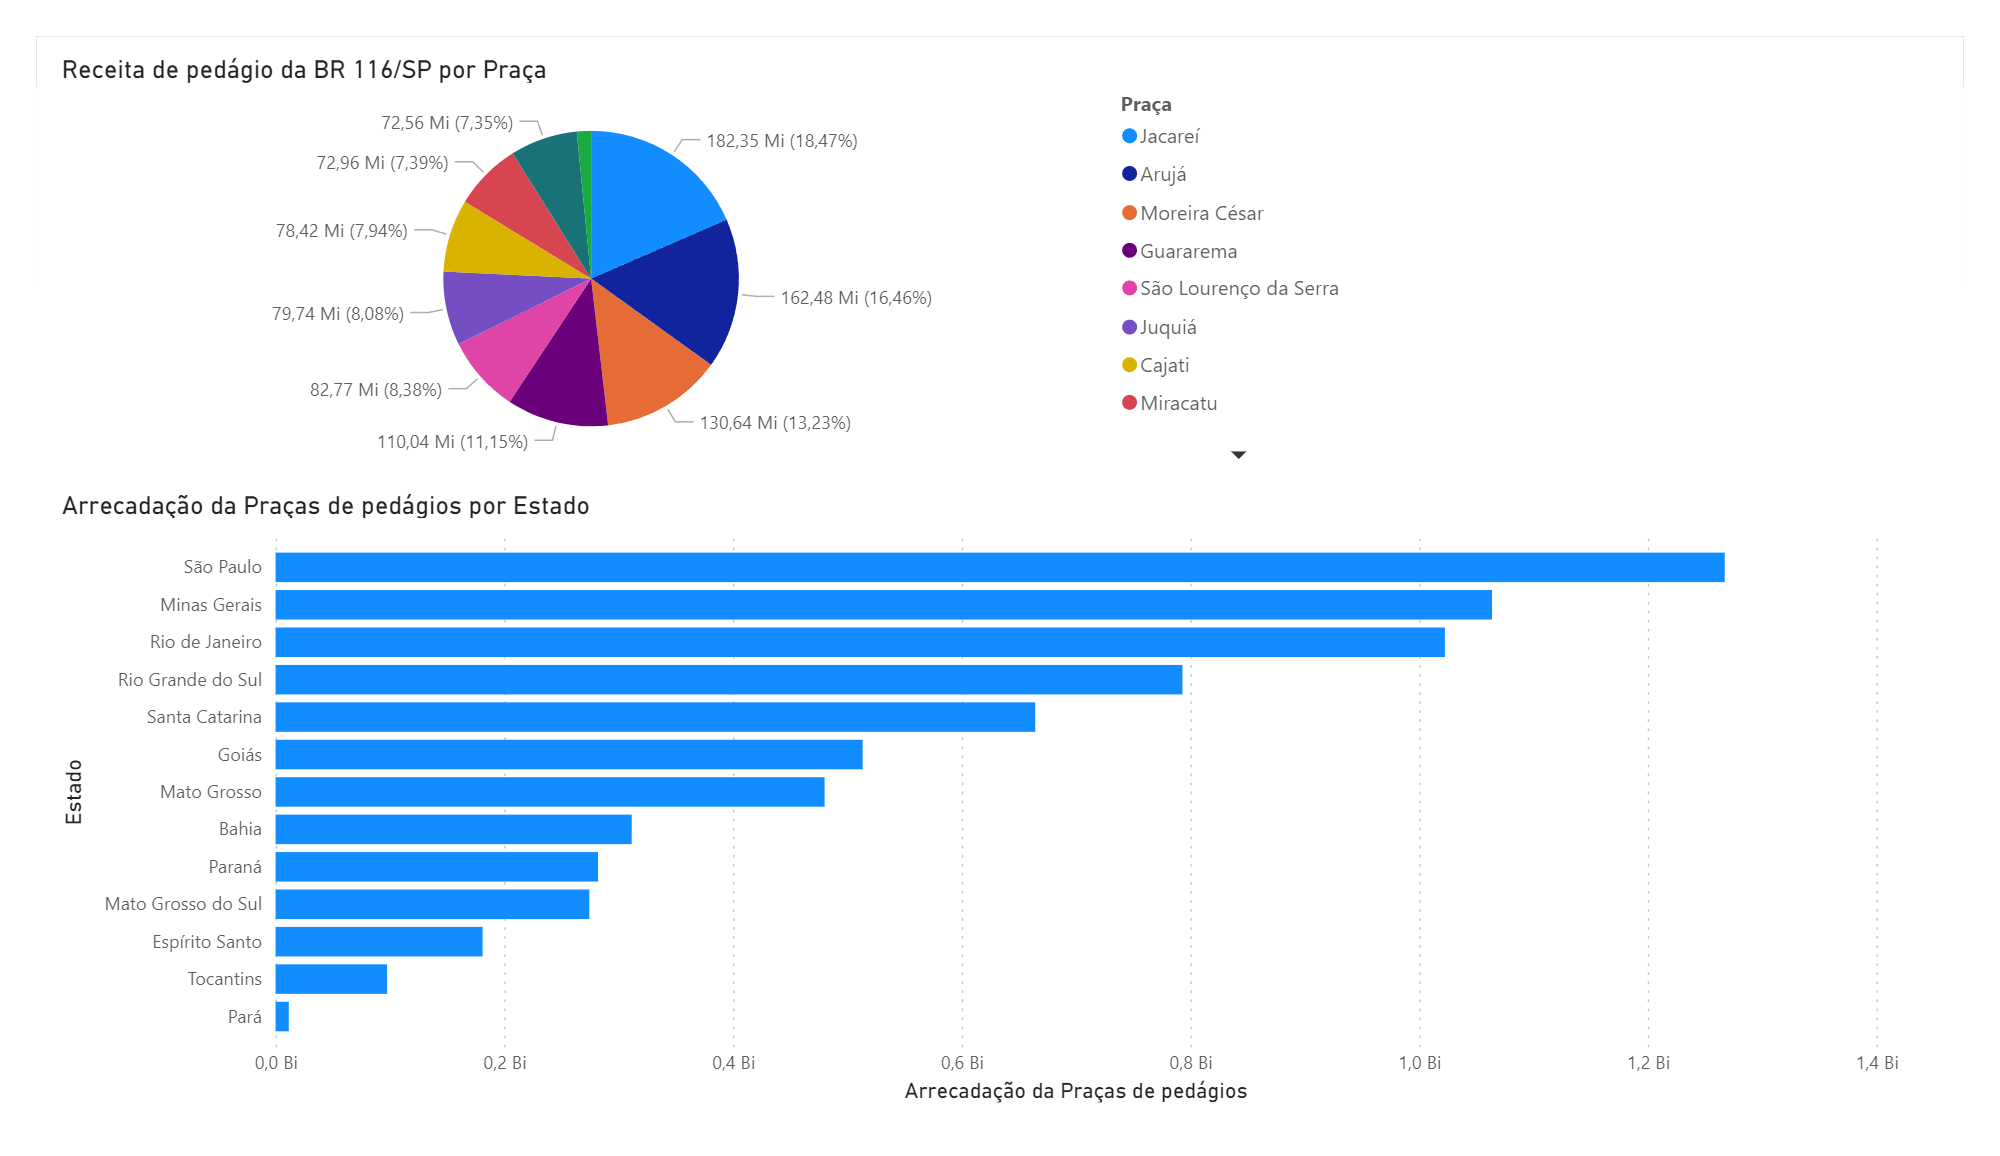 Receita de pedágio da BR 116/SP por Praça
72,56 Mi (7,35%)
182,35 Mi (18,47%)
72,96 Mi (7,39%)
78,42 Mi (7,94%)
162,48 Mi (16,46%)
79,74 Mi (8,08%)
82,77 Mi (8,38%)
130,64 Mi (13,23%)
110,04 Mi (11,15%)
Praça
Jacareí
Arujá
Moreira César
Guararema
São Lourenço da Serra
Juquiá
Cajati
Miracatu
Arrecadação da Praças de pedágios por Estado
Estado
São Paulo
Minas Gerais
Rio de Janeiro
Rio Grande do Sul
Santa Catarina
Goiás
Mato Grosso
Bahia
Paraná
Mato Grosso do Sul
Espírito Santo
Tocantins
Pará
0,0 Bi 0,2 Bi 0,4 Bi 0,6 Bi 0,8 Bi 1,0 Bi 1,2 Bi 1,4 Bi
Arrecadação da Praças de pedágios